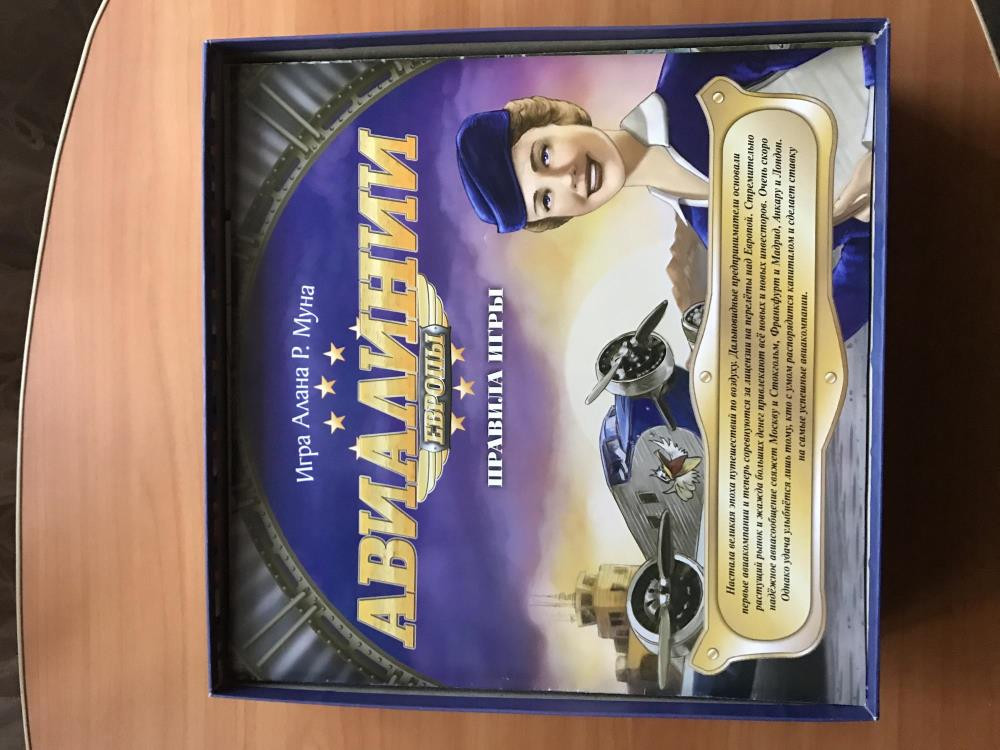 Игра Алана Р. Муна
АВИАЛИНИИ
ЕВРОПЫ
ПРАВИЛА ИГРЫ
Настала великая эпоха путешествий по воздуху. Дальновидные предприниматели основали
первые авиакомпании и теперь соревнуются за лицензии на перелёты над Европой. Стремительно
растущий рынок и жажда больших денег привлекают всё новых и новых инвесторов. Очень скоро
надёжное авиасообщение свяжет Москву и Стокгольм, Франкфурт и Мадрид, Анкару и Лондон.
Однако удача улыбнётся лишь тому, кто с умом распорядится капиталом и сделает ставку
на самые успешные авиакомпании.